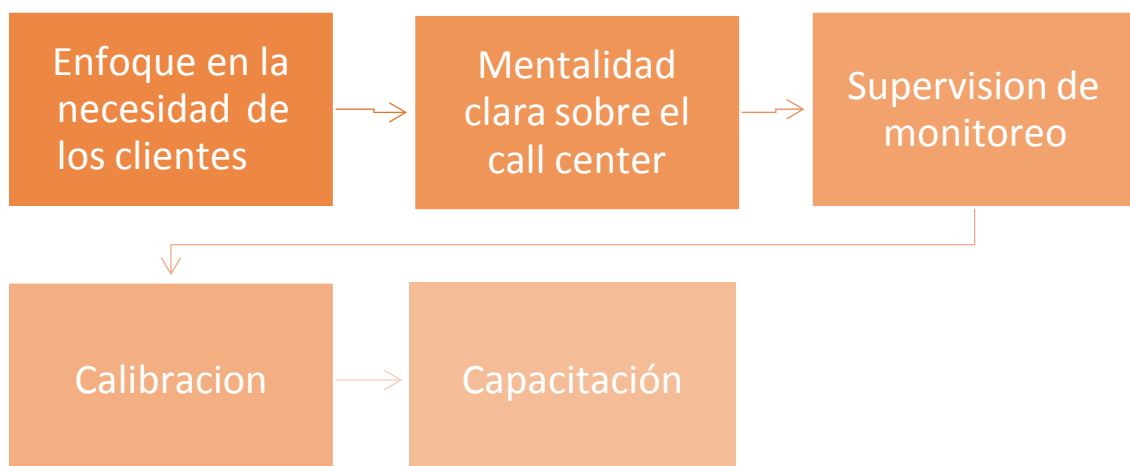 Enfoque en la
necesidad de
los clientes
Mentalidad
clara sobre el
call center
Supervision de
monitoreo
Calibracion
Capacitación